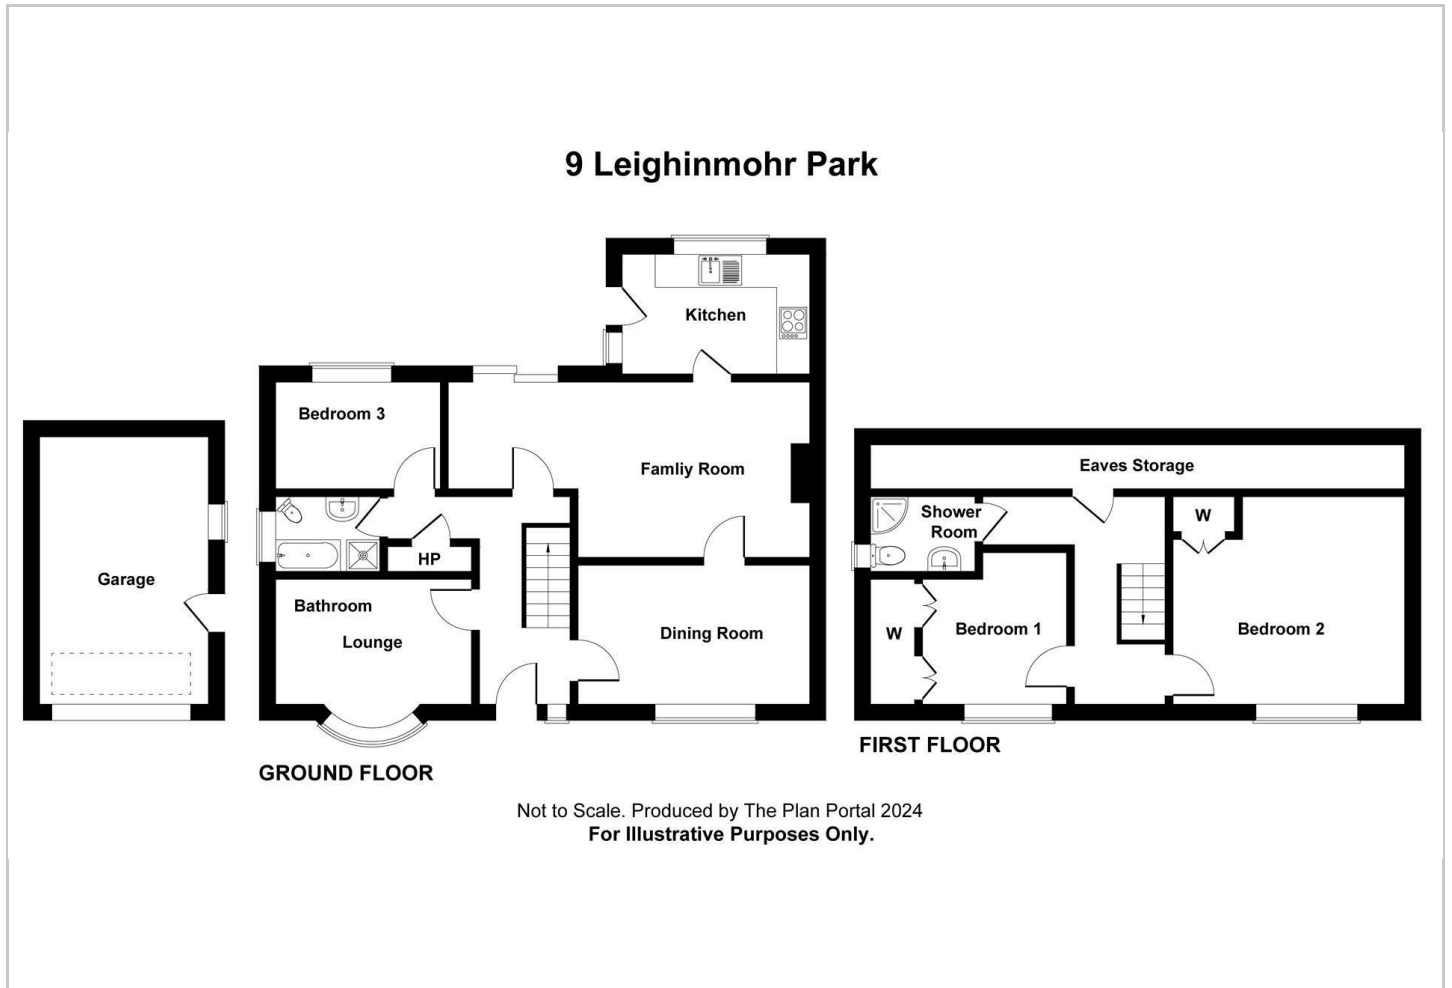 9 Leighinmohr Park
Kitchen
Bedroom 3
Famliy Room
Eaves Storage
Shower
Room
W
HP
Garage
Bathroom
Lounge
Dining Room
W
Bedroom 1
Bedroom 2
FIRST FLOOR
GROUND FLOOR
Not to Scale. Produced by The Plan Portal 2024
For Illustrative Purposes Only.